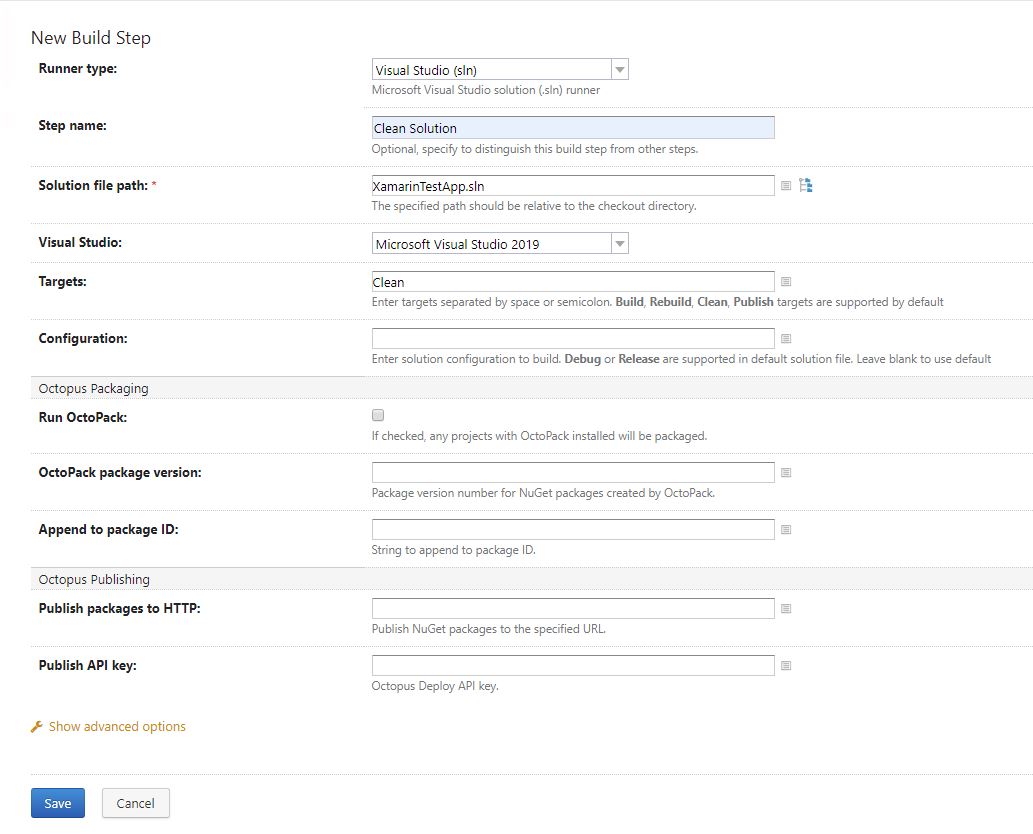 New Build Step
Runner type:
Visual Studio (sln)
Microsoft Visual Studio solution (.sln) runner
Step name:
Clean Solution
Optional, specify to distinguish this build step from other steps.
Solution file path: *
XamarinTestApp.sln
The specified path should be relative to the checkout directory.
Visual Studio:
Microsoft Visual Studio 2019
Targets:
Clean
Enter targets separated by space or semicolon. Build, Rebuild, Clean, Publish targets are supported by default
Configuration:
Enter solution configuration to build. Debug or Release are supported in default solution file. Leave blank to use default
Octopus Packaging
Run OctoPack:
If checked, any projects with OctoPack installed will be packaged.
OctoPack package version:
Package version number for NuGet packages created by OctoPack.
Append to package ID:
String to append to package ID.
Octopus Publishing
Publish packages to HTTP:
Publish NuGet packages to the specified URL.
Publish API key:
Octopus Deploy API key.
Show advanced options
Save Cancel